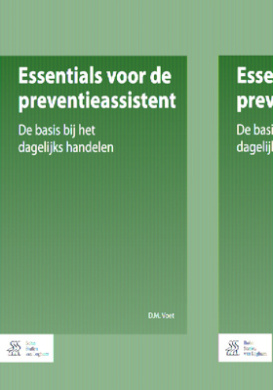 Essentials voor de
preventieassistent
De basis bij het
dagelijks handelen
D.M. Voet
Esse
prev
De basi
dagelijk